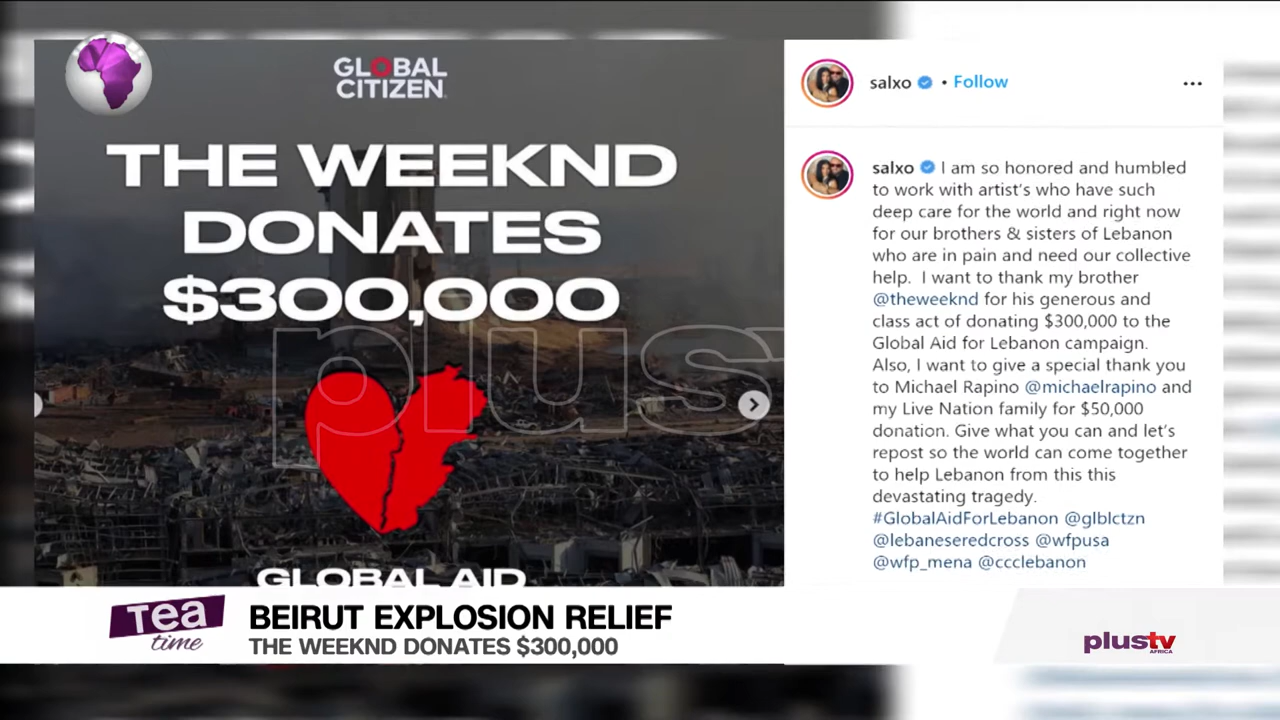 GLOBAL
CITIZEN
THE WEEKND
DONATES
$300,000
plus
GLOBAL AID
salxo • Follow
salxo I am so honored and humbled
to work with artist's who have such
deep care for the world and right now
for our brothers & sisters of Lebanon
who are in pain and need our collective
help. I want to thank my brother
@theweeknd for his generous and
class act of donating $300,000 to the
Global Aid for Lebanon campaign.
Also, I want to give a special thank you
to Michael Rapino @michaelrapino and
my Live Nation family for $50,000
donation. Give what you can and let's
repost so the world can come together
to help Lebanon from this this
devastating tragedy.
#GlobalAidForLebanon @glblctzn
@lebaneseredcross @wfpusa
@wfp_mena @ccclebanon
Tea
time
BEIRUT EXPLOSION RELIEF
THE WEEKND DONATES $300,000
plustv
AFRICA